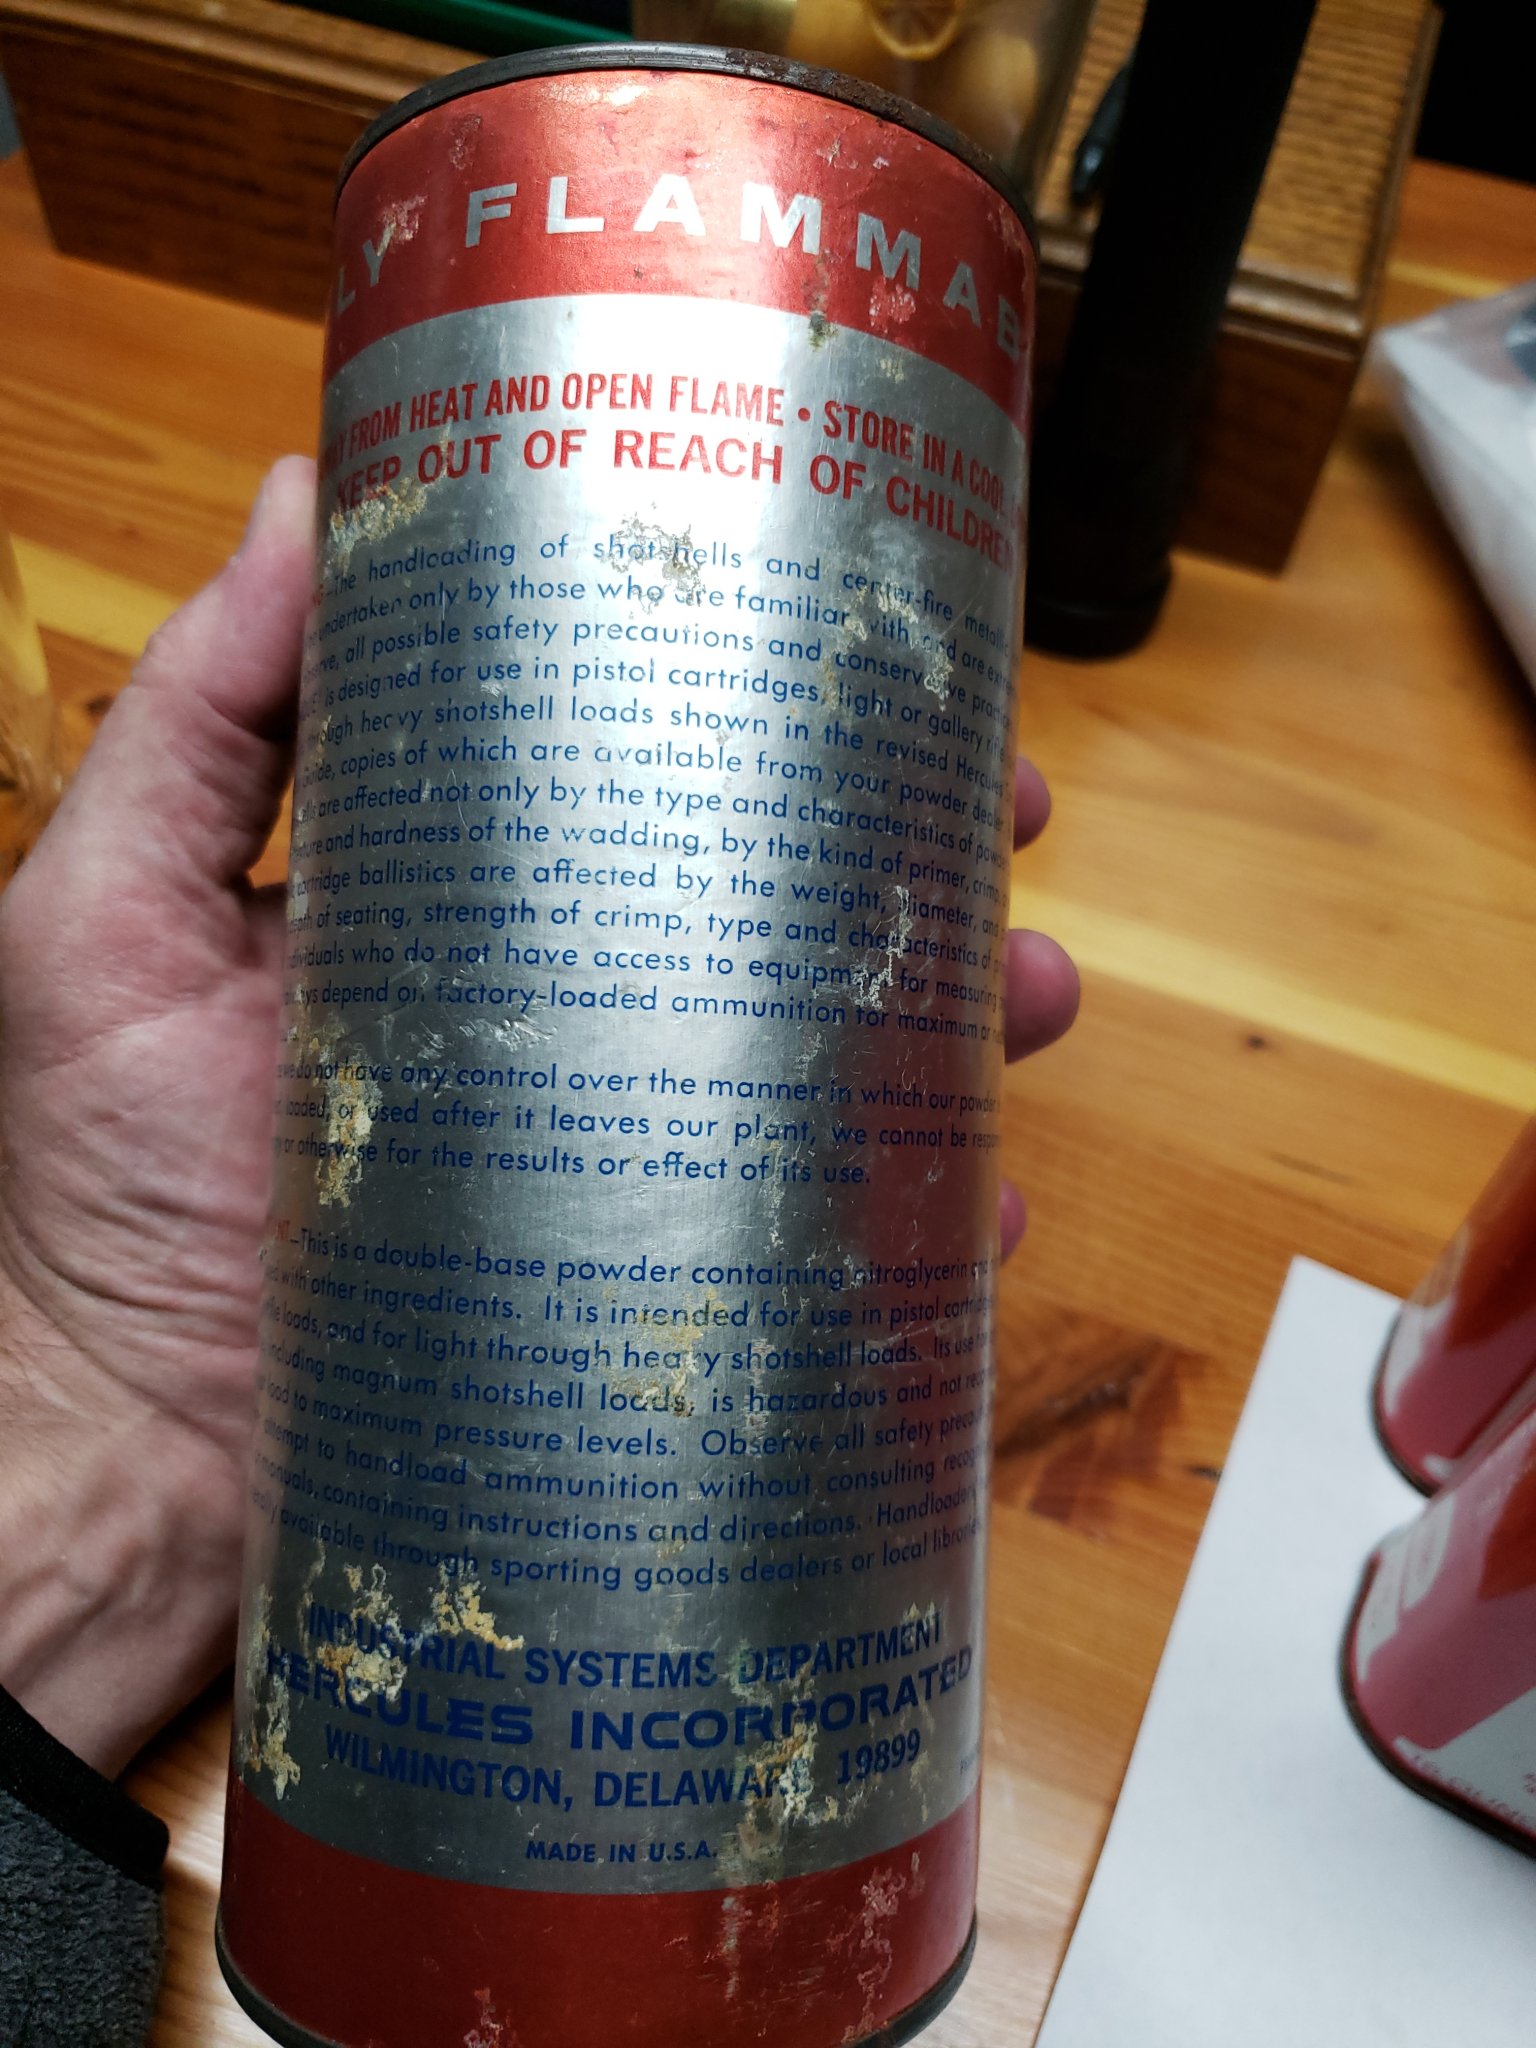 LY FLAMMAB
FROM HEAT AND OPEN FLAME • STORE IN A COOL
KEEP OUT OF REACH OF CHILDREN
The handloading of shotshells and center-fire metallic
undertaken only by those who are familiar with, and are
all possible safety precautions and conservative
is designed for use in pistol cartridges, light or gallery
through heavy shotshell loads shown in the revised Hercules
Guide, copies of which are available from your powder dealer
are affected not only by the type and characteristics of powder
and hardness of the wadding, by the kind of primer, crimp,
cartridge ballistics are affected by the weight, diameter, and
depth of seating, strength of crimp, type and characteristics of
individuals who do not have access to equipment for measuring
depend on factory-loaded ammunition for maximum or
we do not have any control over the manner in which our powder
loaded, or used after it leaves our plant, we cannot be
or otherwise for the results or effect of its use.
NT—This is a double-base powder containing nitroglycerin
with other ingredients. It is intended for use in pistol
loads, and for light through heavy shotshell loads. Its use
including magnum shotshell loads, is hazardous and not
load to maximum pressure levels. Observe all safety
attempt to handload ammunition without consulting
manuals, containing instructions and directions.
available through sporting goods dealers or local
INDUSTRIAL SYSTEMS DEPARTMENT
HERCULES INCORPORATED
WILMINGTON, DELAWARE 19899
MADE IN U.S.A.